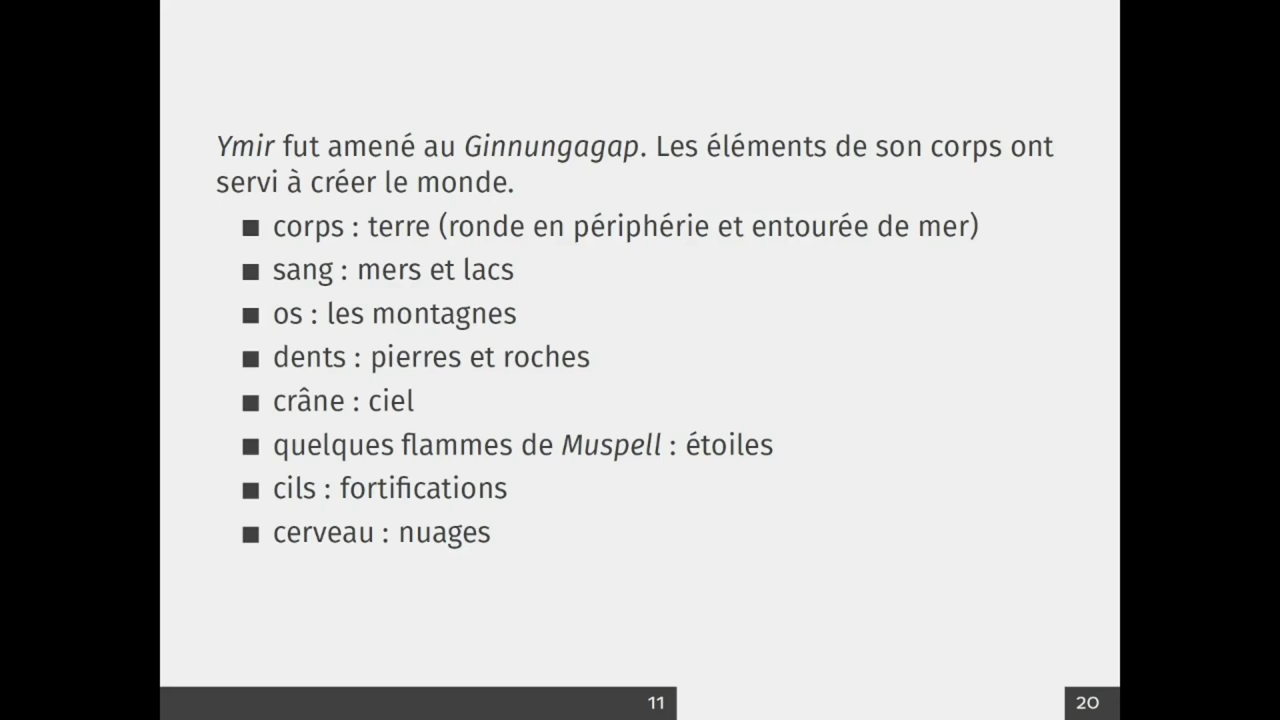 Ymir fut amené au Ginnungagap. Les éléments de son corps ont
servi à créer le monde.
■ corps : terre (ronde en périphérie et entourée de mer)
■ sang : mers et lacs
■ os : les montagnes
■ dents : pierres et roches
■ crâne : ciel
■ quelques flammes de Muspell : étoiles
■ cils : fortifications
■ cerveau : nuages
11
20